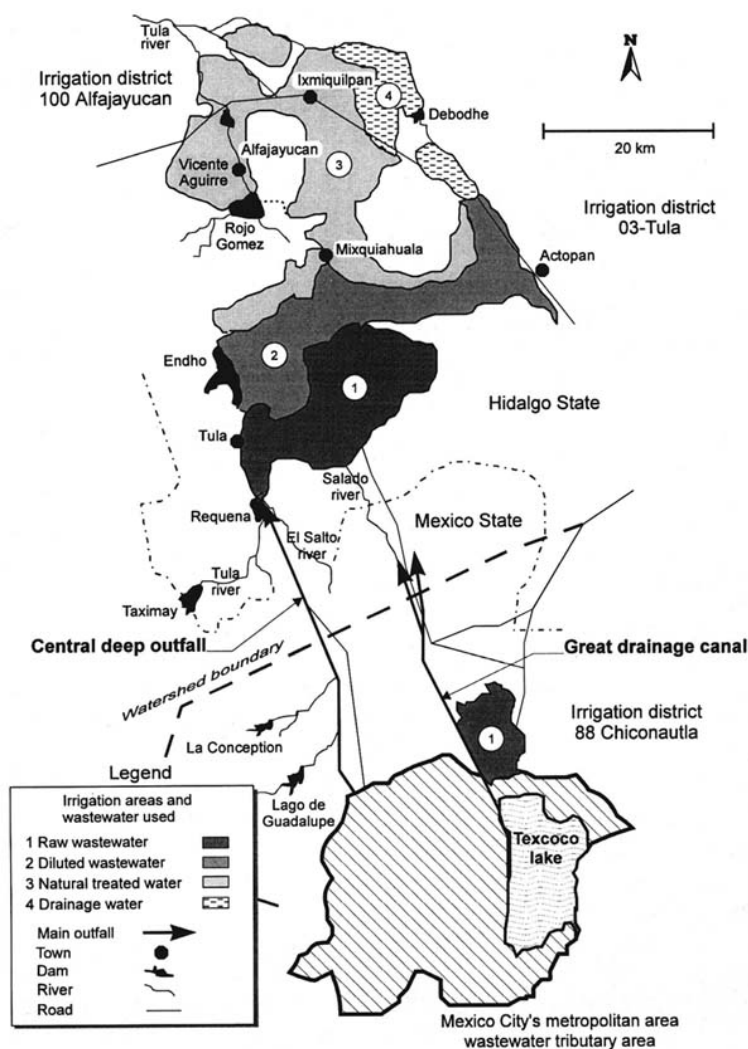 Tula
river
Irrigation district
100 Alfajayucan
Ixmiquilpan
4
Debodhe
N
20 km
Vicente
Aguirre
Alfajayucan
3
Rojo
Gomez
Irrigation district
03-Tula
Mixquiahuala
Actopan
Endho
2
1
Hidalgo State
Tula
Salado
river
Requena
El Salto
river
Mexico State
Tula
river
Taximay
Central deep outfall
Great drainage canal
Watershed boundary
La Conception
1
Irrigation district
88 Chiconautla
Lago de
Guadalupe
Texcoco
lake
Legend
Irrigation areas and
wastewater used
1 Raw wastewater
2 Diluted wastewater
3 Natural treated water
4 Drainage water
Main outfall
Town
Dam
River
Road
Mexico City's metropolitan area
wastewater tributary area